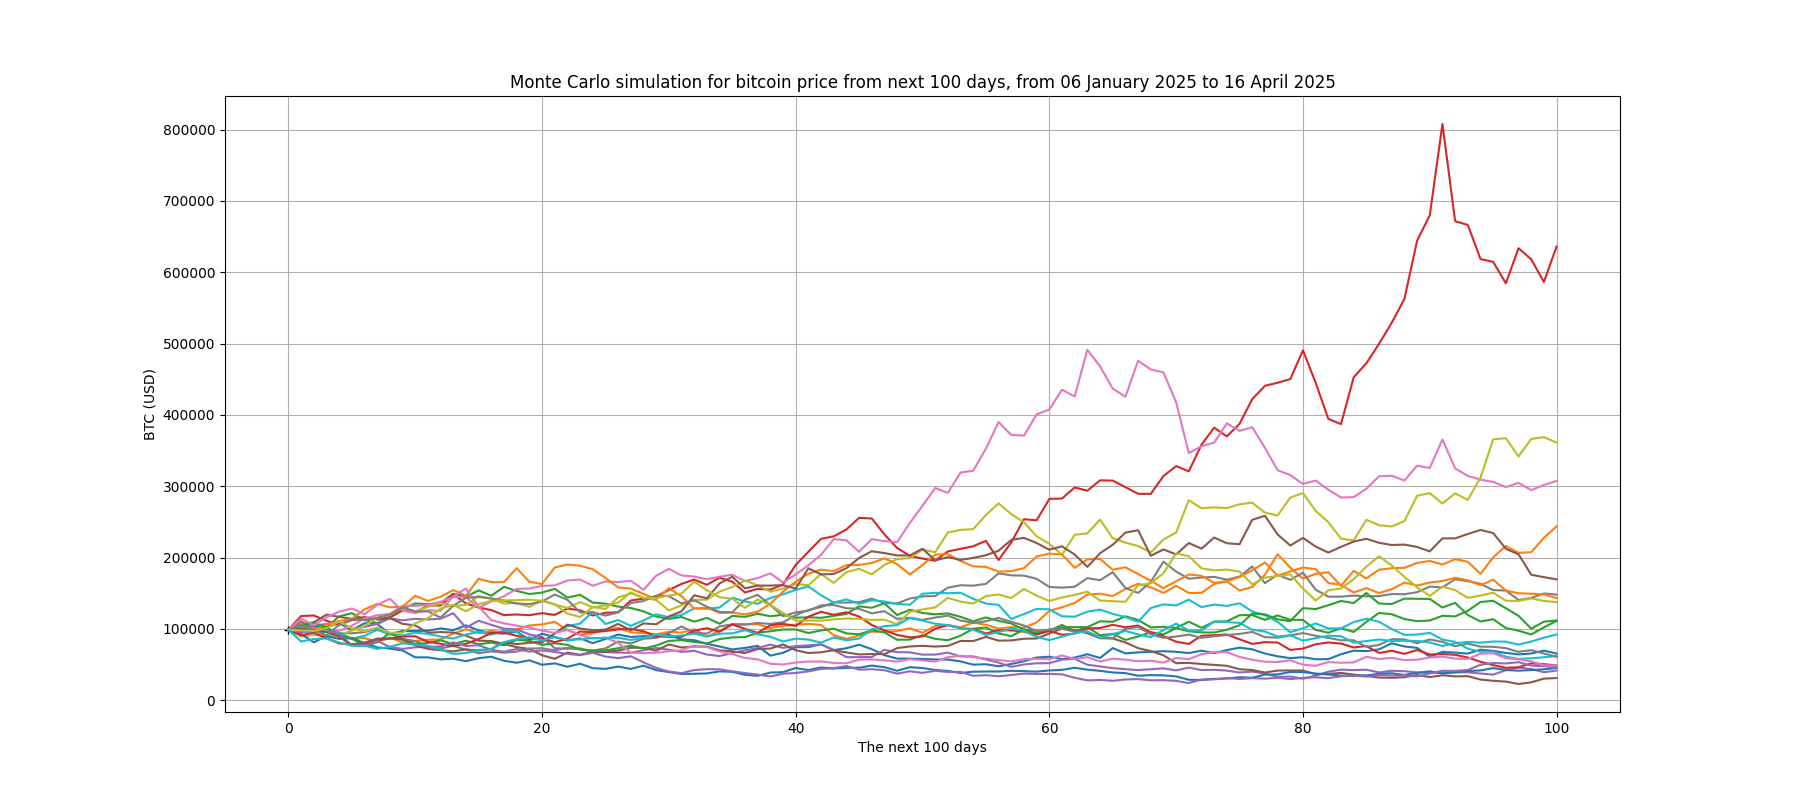 Monte Carlo simulation for bitcoin price from next 100 days, from 06 January 2025 to 16 April 2025
800000
700000
600000
500000
400000
300000
200000
100000
0
BTC (USD)
0 20 40 60 80 100
The next 100 days